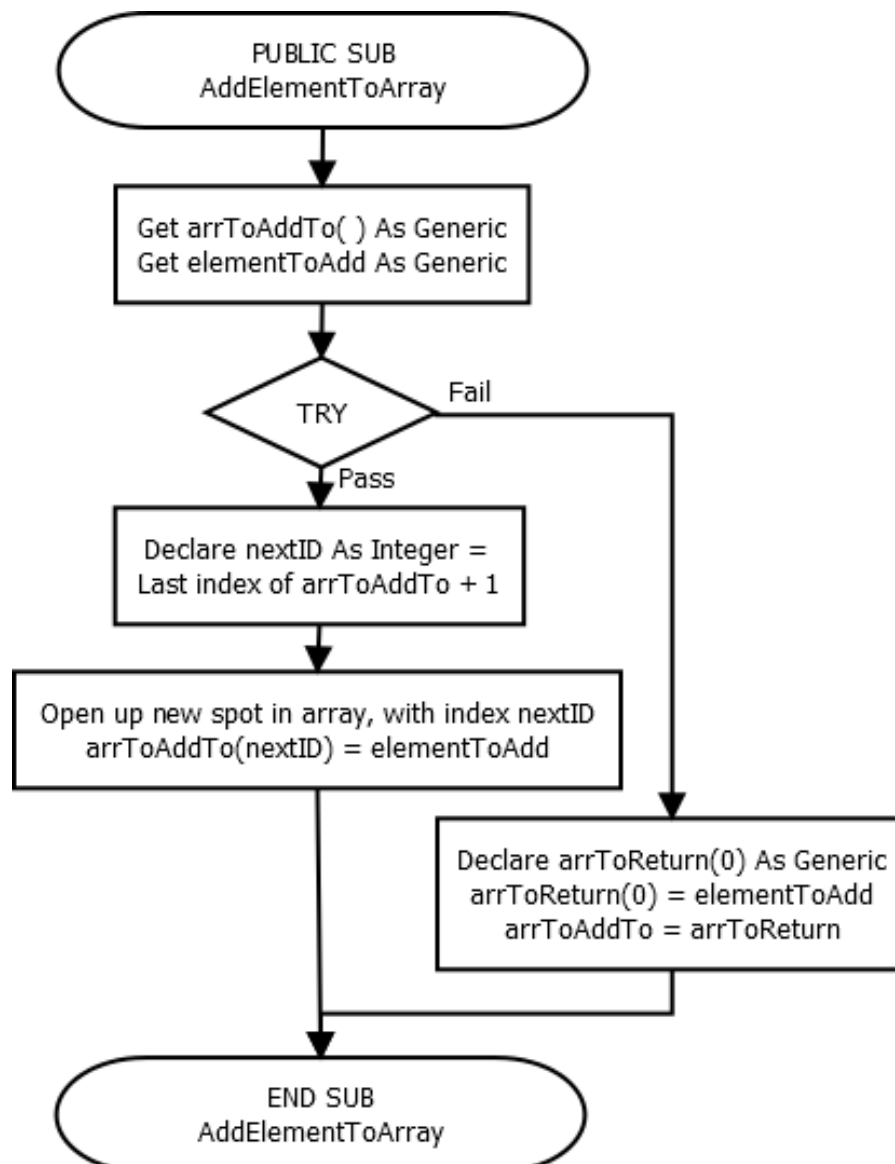 PUBLIC SUB
AddElementToArray
Get arrToAddTo( ) As Generic
Get elementToAdd As Generic
TRY
Fail
Pass
Declare nextID As Integer =
Last index of arrToAddTo + 1
Open up new spot in array, with index nextID
arrToAddTo(nextID) = elementToAdd
Declare arrToReturn(0) As Generic
arrToReturn(0) = elementToAdd
arrToAddTo = arrToReturn
END SUB
AddElementToArray